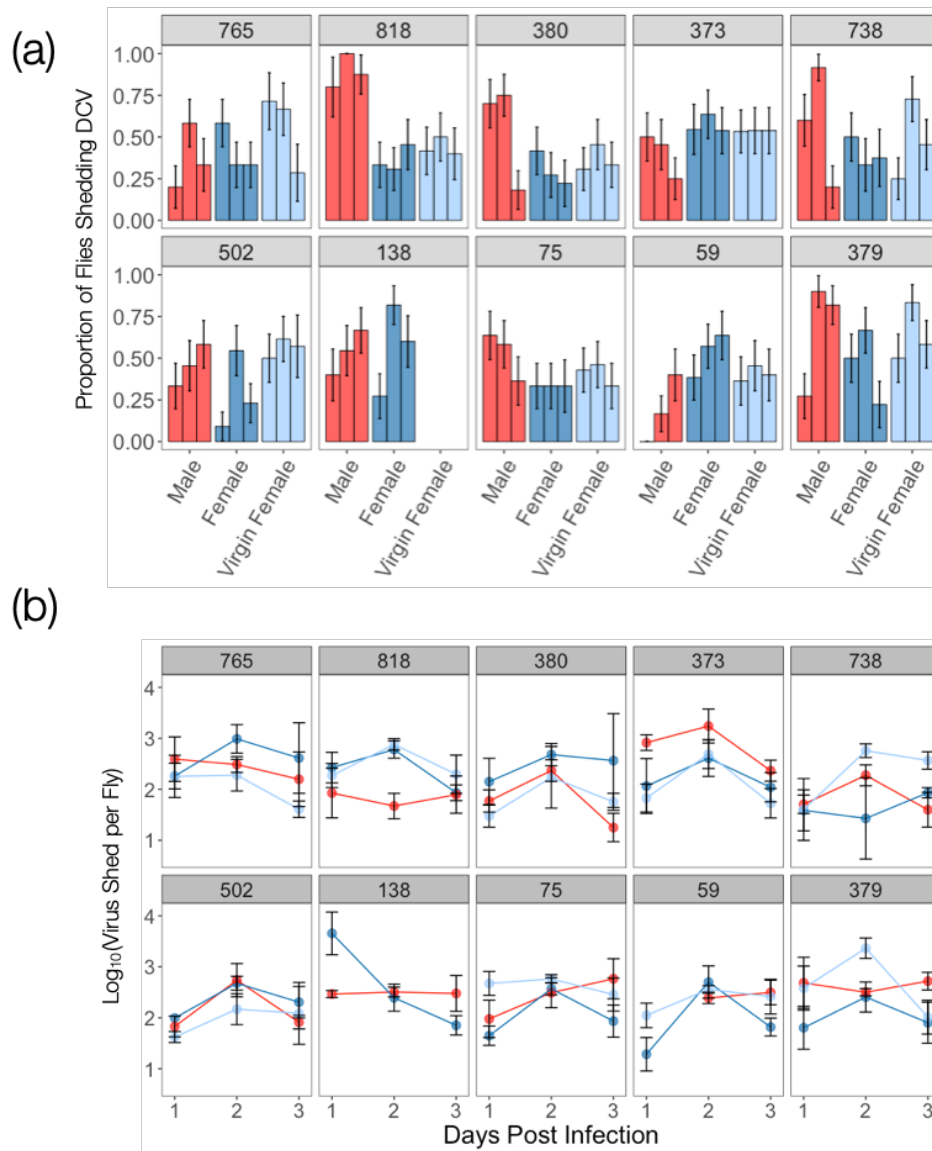 (a)
765 818 380 373 738
1.00
0.75
0.50
0.25
0.00
502 138 75 59 379
1.00
0.75
0.50
0.25
0.00
Proportion of Flies Shedding DCV
Male Female Virgin Female Male Female Virgin Female Male Female Virgin Female Male Female Virgin Female Male Female Virgin Female
(b)
765 818 380 373 738
4
3
2
1
502 138 75 59 379
4
3
2
1
Log₁₀(Virus Shed per Fly)
1 2 3 1 2 3 1 2 3 1 2 3 1 2 3
Days Post Infection